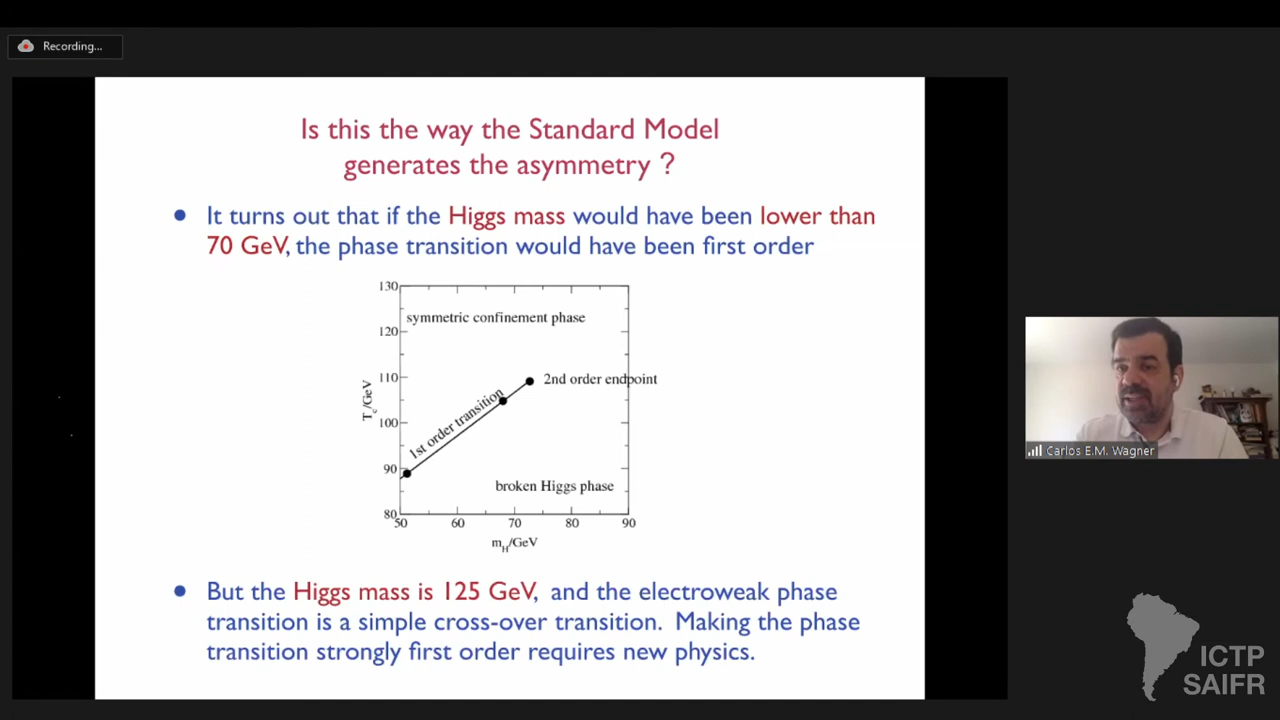 Recording...
Is this the way the Standard Model
generates the asymmetry ?
• It turns out that if the Higgs mass would have been lower than
70 GeV, the phase transition would have been first order
130
120
110
100
90
80
T_c/GeV
symmetric confinement phase
2nd order endpoint
1st order transition
broken Higgs phase
50 60 70 80 90
m_H/GeV
• But the Higgs mass is 125 GeV, and the electroweak phase
transition is a simple cross-over transition. Making the phase
transition strongly first order requires new physics.
Carlos E.M. Wagner
ICTP
SAIFR